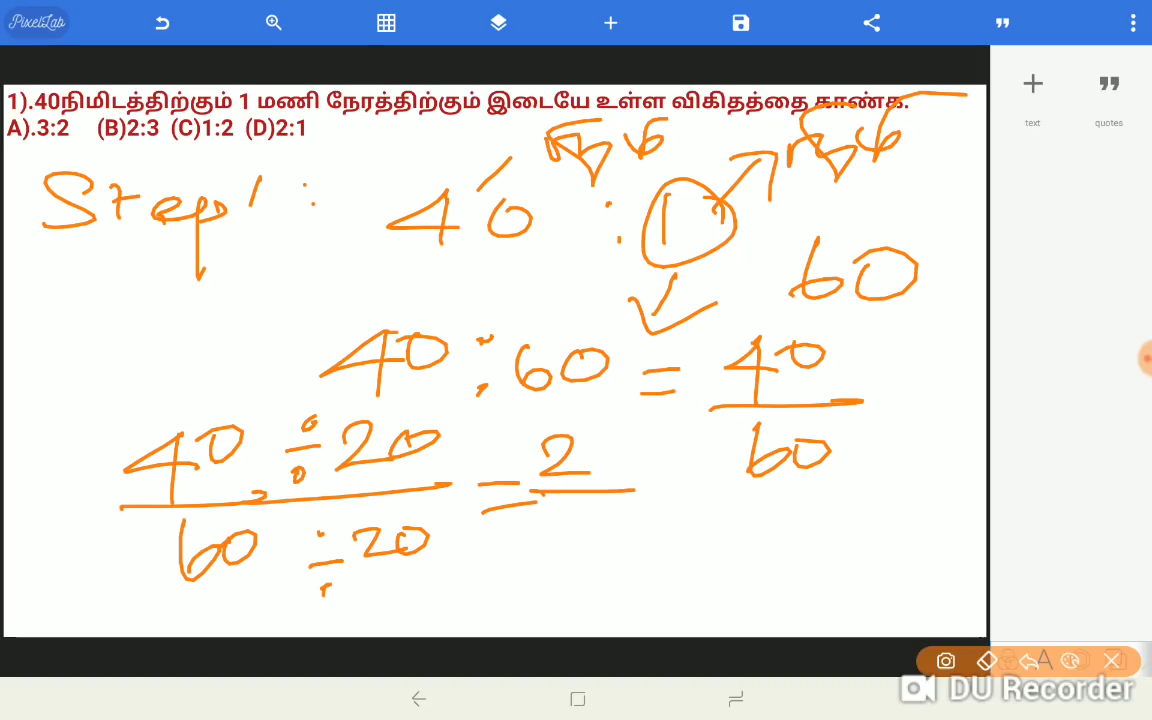 PixelLab
1).40நிமிடத்திற்கும் 1 மணி நேரத்திற்கும் இடையே உள்ள விகிதத்தை காண்க.
A).3:2 (B)2:3 (C)1:2 (D)2:1
text
quotes
Step 1 : 40 : 1
60
40 : 60 = 40
60
40 ÷ 20 = 2
60 ÷ 20
DU Recorder